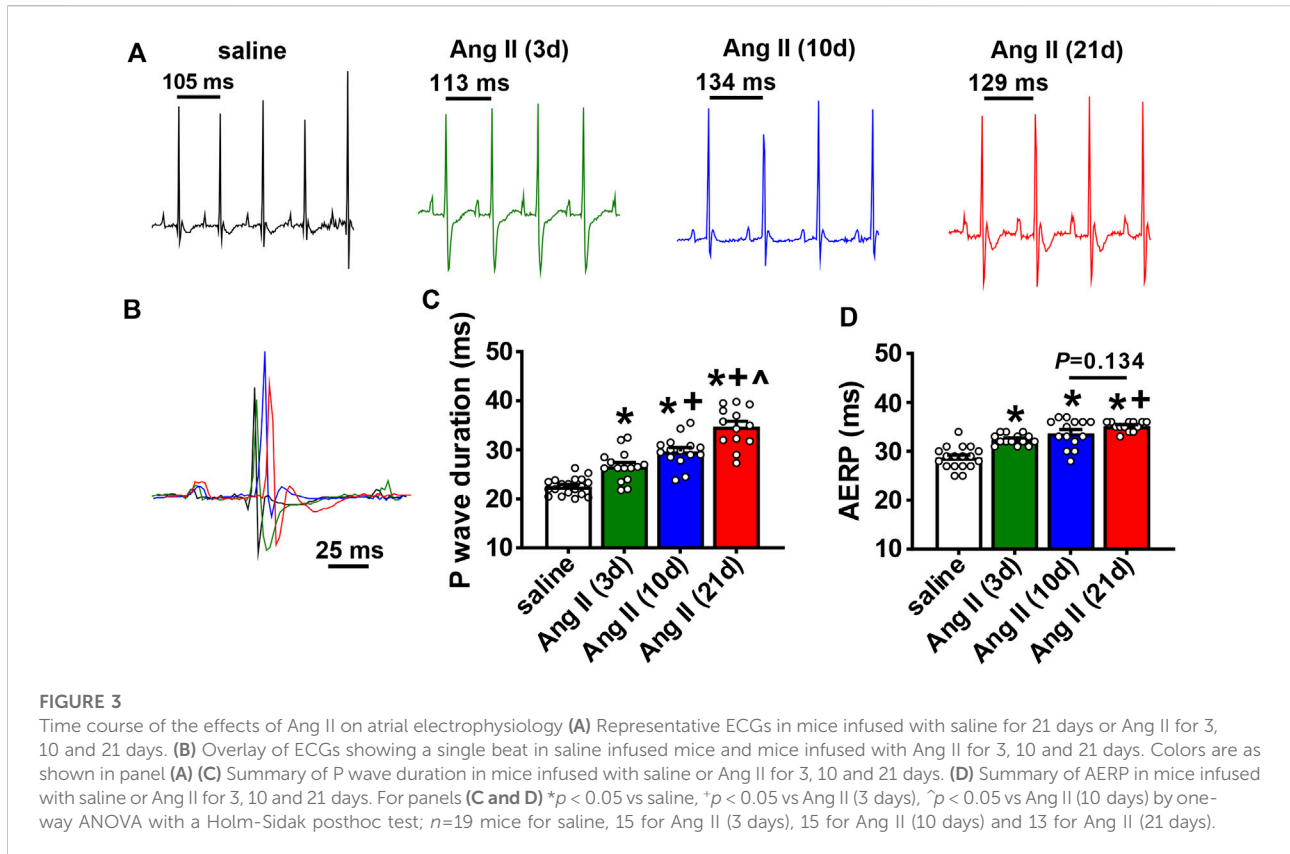 A
saline
Ang II (3d)
Ang II (10d)
Ang II (21d)
105 ms
113 ms
134 ms
129 ms
B
25 ms
C
P wave duration (ms)
50
40
30
20
10
*
* +
* + ^
saline
Ang II (3d)
Ang II (10d)
Ang II (21d)
D
AERP (ms)
50
40
30
20
10
P=0.134
*
*
* +
saline
Ang II (3d)
Ang II (10d)
Ang II (21d)
FIGURE 3
Time course of the effects of Ang II on atrial electrophysiology (A) Representative ECGs in mice infused with saline for 21 days or Ang II for 3,
10 and 21 days. (B) Overlay of ECGs showing a single beat in saline infused mice and mice infused with Ang II for 3, 10 and 21 days. Colors are as
shown in panel (A) (C) Summary of P wave duration in mice infused with saline or Ang II for 3, 10 and 21 days. (D) Summary of AERP in mice infused
with saline or Ang II for 3, 10 and 21 days. For panels (C and D) *p < 0.05 vs saline, +p < 0.05 vs Ang II (3 days), ^p < 0.05 vs Ang II (10 days) by one-
way ANOVA with a Holm-Sidak posthoc test; n=19 mice for saline, 15 for Ang II (3 days), 15 for Ang II (10 days) and 13 for Ang II (21 days).